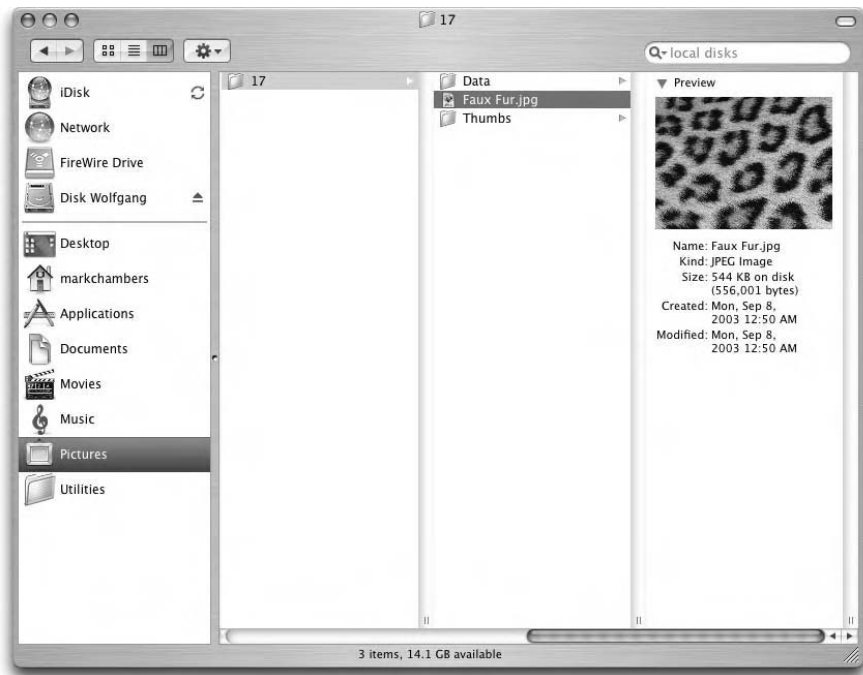 17
local disks
iDisk
Network
FireWire Drive
Disk Wolfgang
Desktop
markchambers
Applications
Documents
Movies
Music
Pictures
Utilities
17
Data
Faux Fur.jpg
Thumbs
Preview
Name: Faux Fur.jpg
Kind: JPEG Image
Size: 544 KB on disk
(556,001 bytes)
Created: Mon, Sep 8,
2003 12:50 AM
Modified: Mon, Sep 8,
2003 12:50 AM
3 items, 14.1 GB available